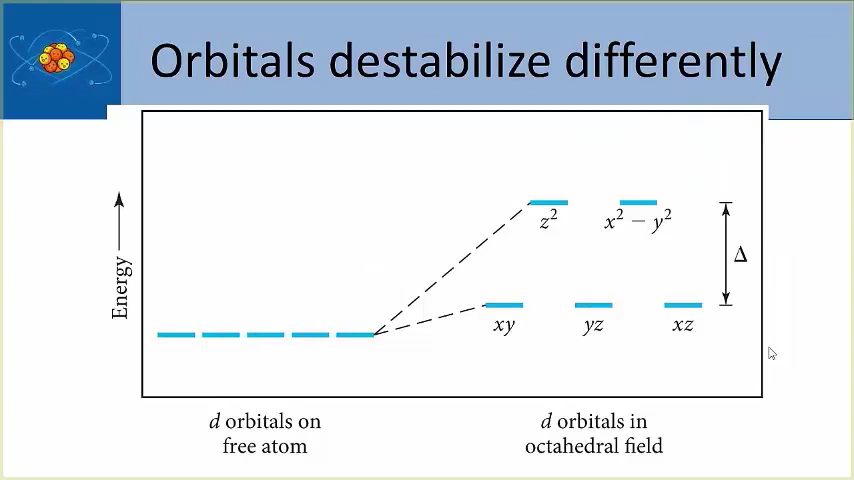 Orbitals destabilize differently
Energy
z²
x² − y²
Δ
xy
yz
xz
d orbitals on
free atom
d orbitals in
octahedral field